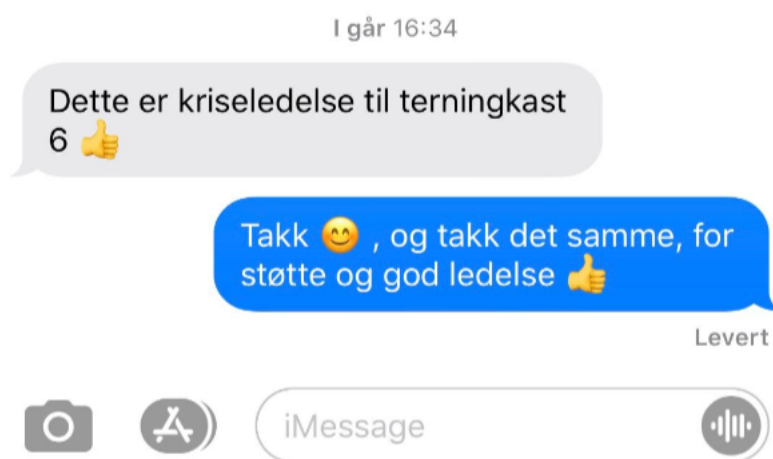 I går 16:34
Dette er kriseledelse til terningkast
6 👍
Takk 😊 , og takk det samme, for
støtte og god ledelse 👍
Levert
iMessage